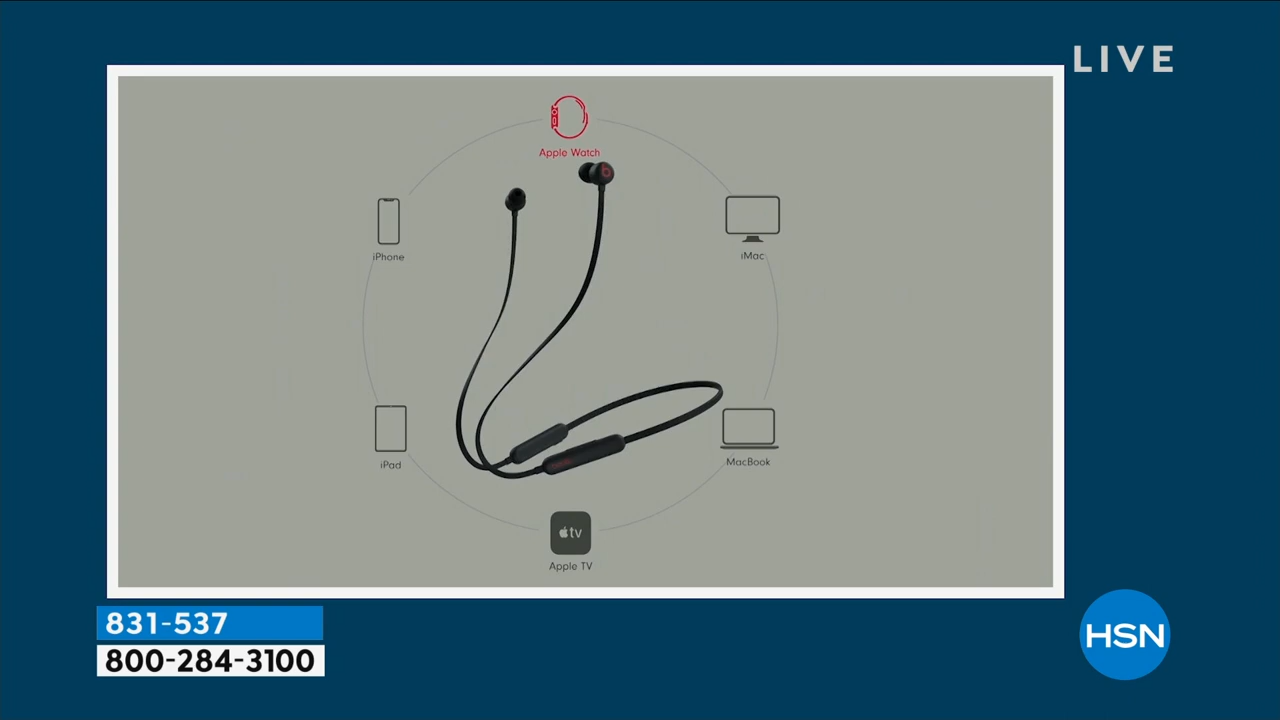 LIVE
Apple Watch
iPhone
iMac
iPad
MacBook
tv
Apple TV
831-537
800-284-3100
HSN